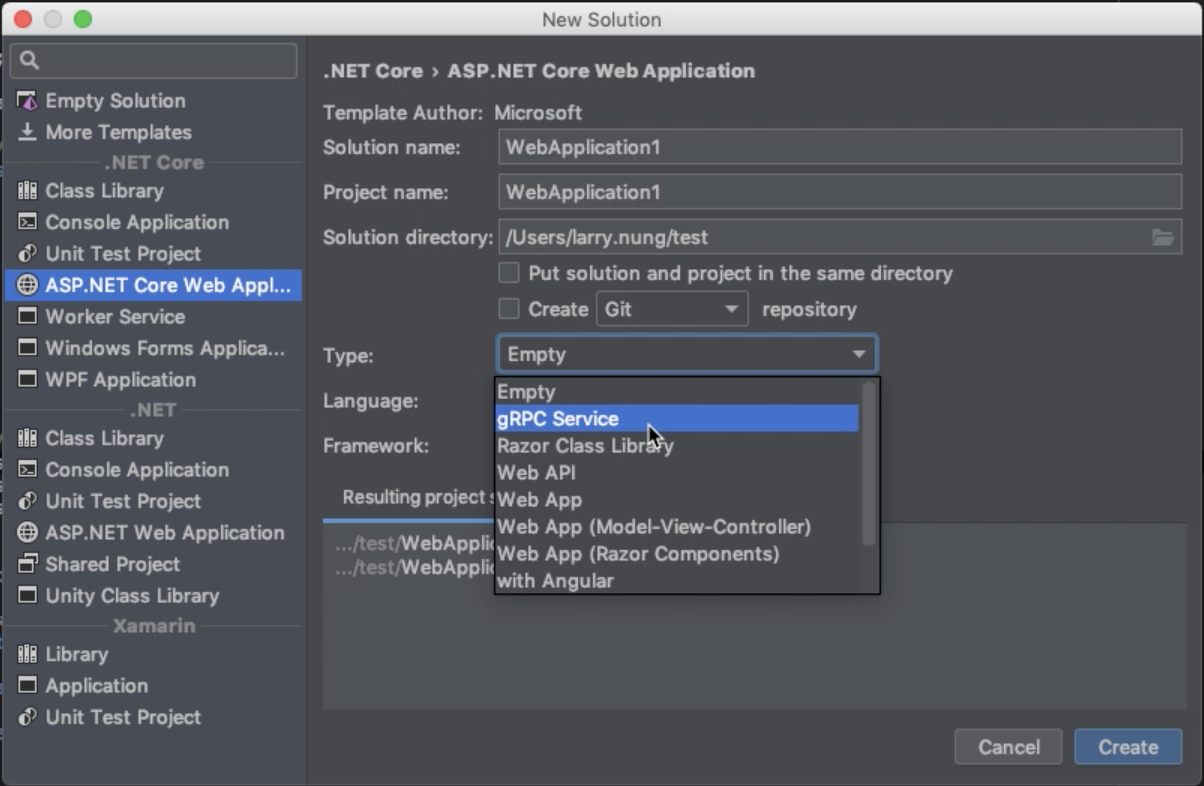 New Solution
Empty Solution
More Templates
.NET Core
Class Library
Console Application
Unit Test Project
ASP.NET Core Web Appl...
Worker Service
Windows Forms Applica...
WPF Application
.NET
Class Library
Console Application
Unit Test Project
ASP.NET Web Application
Shared Project
Unity Class Library
Xamarin
Library
Application
Unit Test Project
.NET Core › ASP.NET Core Web Application
Template Author: Microsoft
Solution name: WebApplication1
Project name: WebApplication1
Solution directory: /Users/larry.nung/test
Put solution and project in the same directory
Create Git repository
Type: Empty
Language:
Framework:
Empty
gRPC Service
Razor Class Library
Web API
Web App
Web App (Model-View-Controller)
Web App (Razor Components)
with Angular
Resulting project
.../test/WebApplic
.../test/WebApplic
Cancel
Create